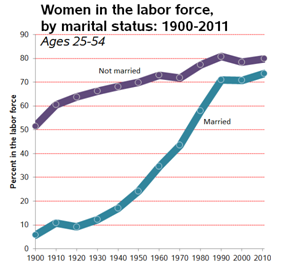 Women in the labor force,
by marital status: 1900-2011
Ages 25-54
Percent in the labor force
90
80
70
60
50
40
30
20
10
0
Not married
Married
1900 1910 1920 1930 1940 1950 1960 1970 1980 1990 2000 2010